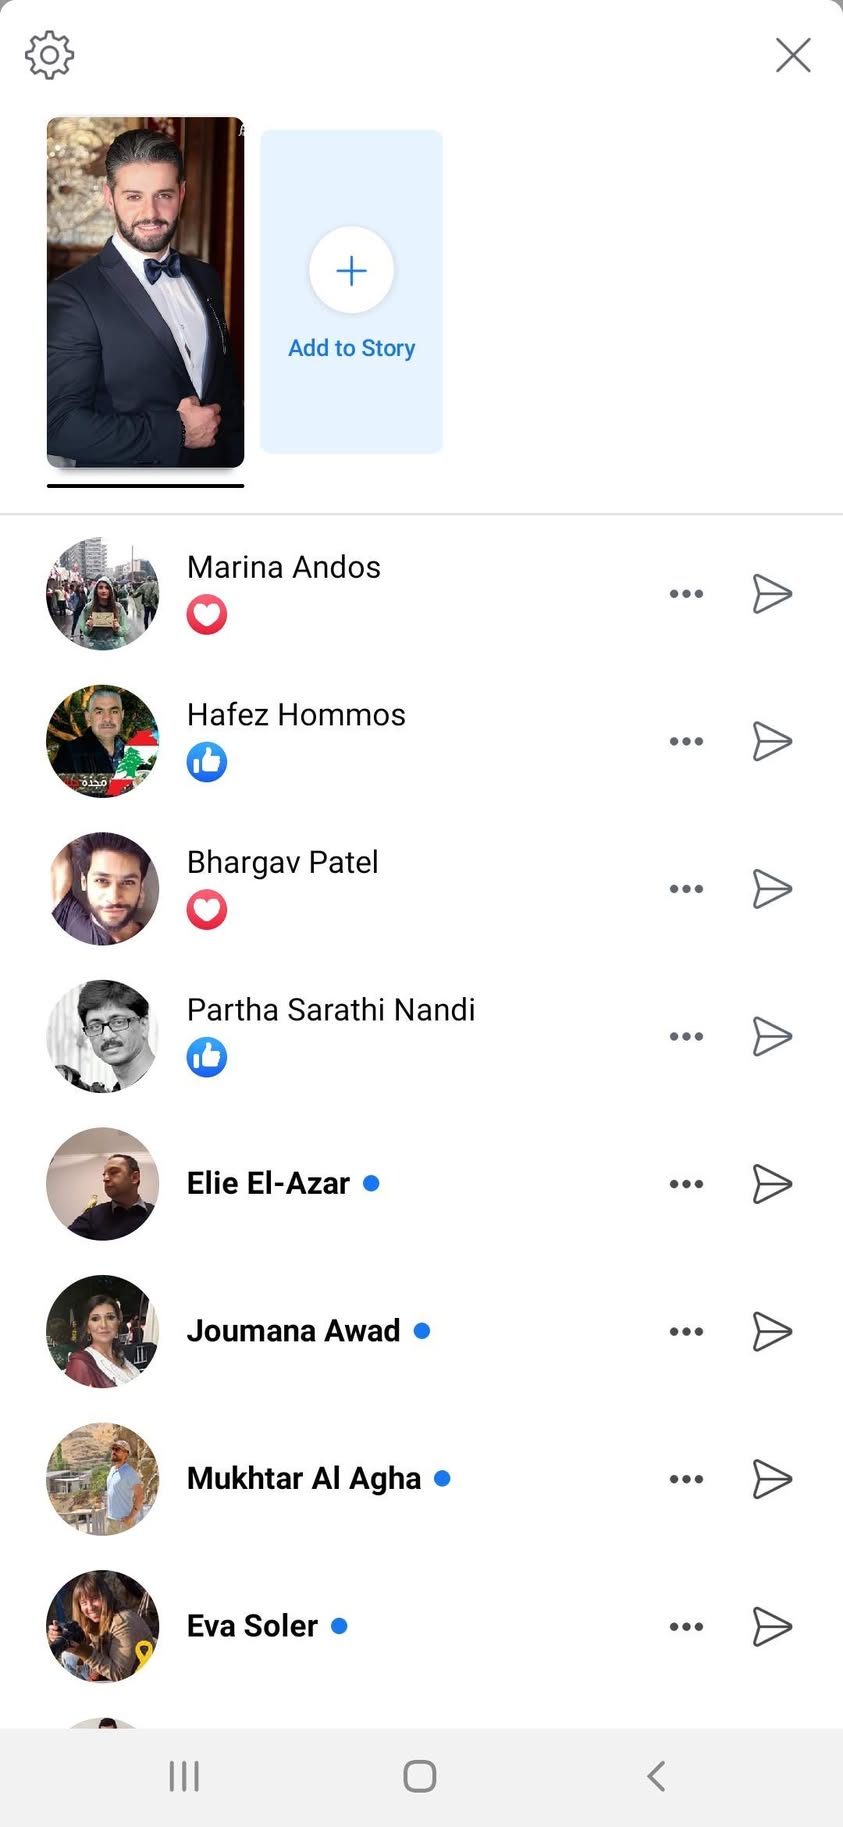 Add to Story
Marina Andos
Hafez Hommos
Bhargav Patel
Partha Sarathi Nandi
Elie El-Azar
Joumana Awad
Mukhtar Al Agha
Eva Soler